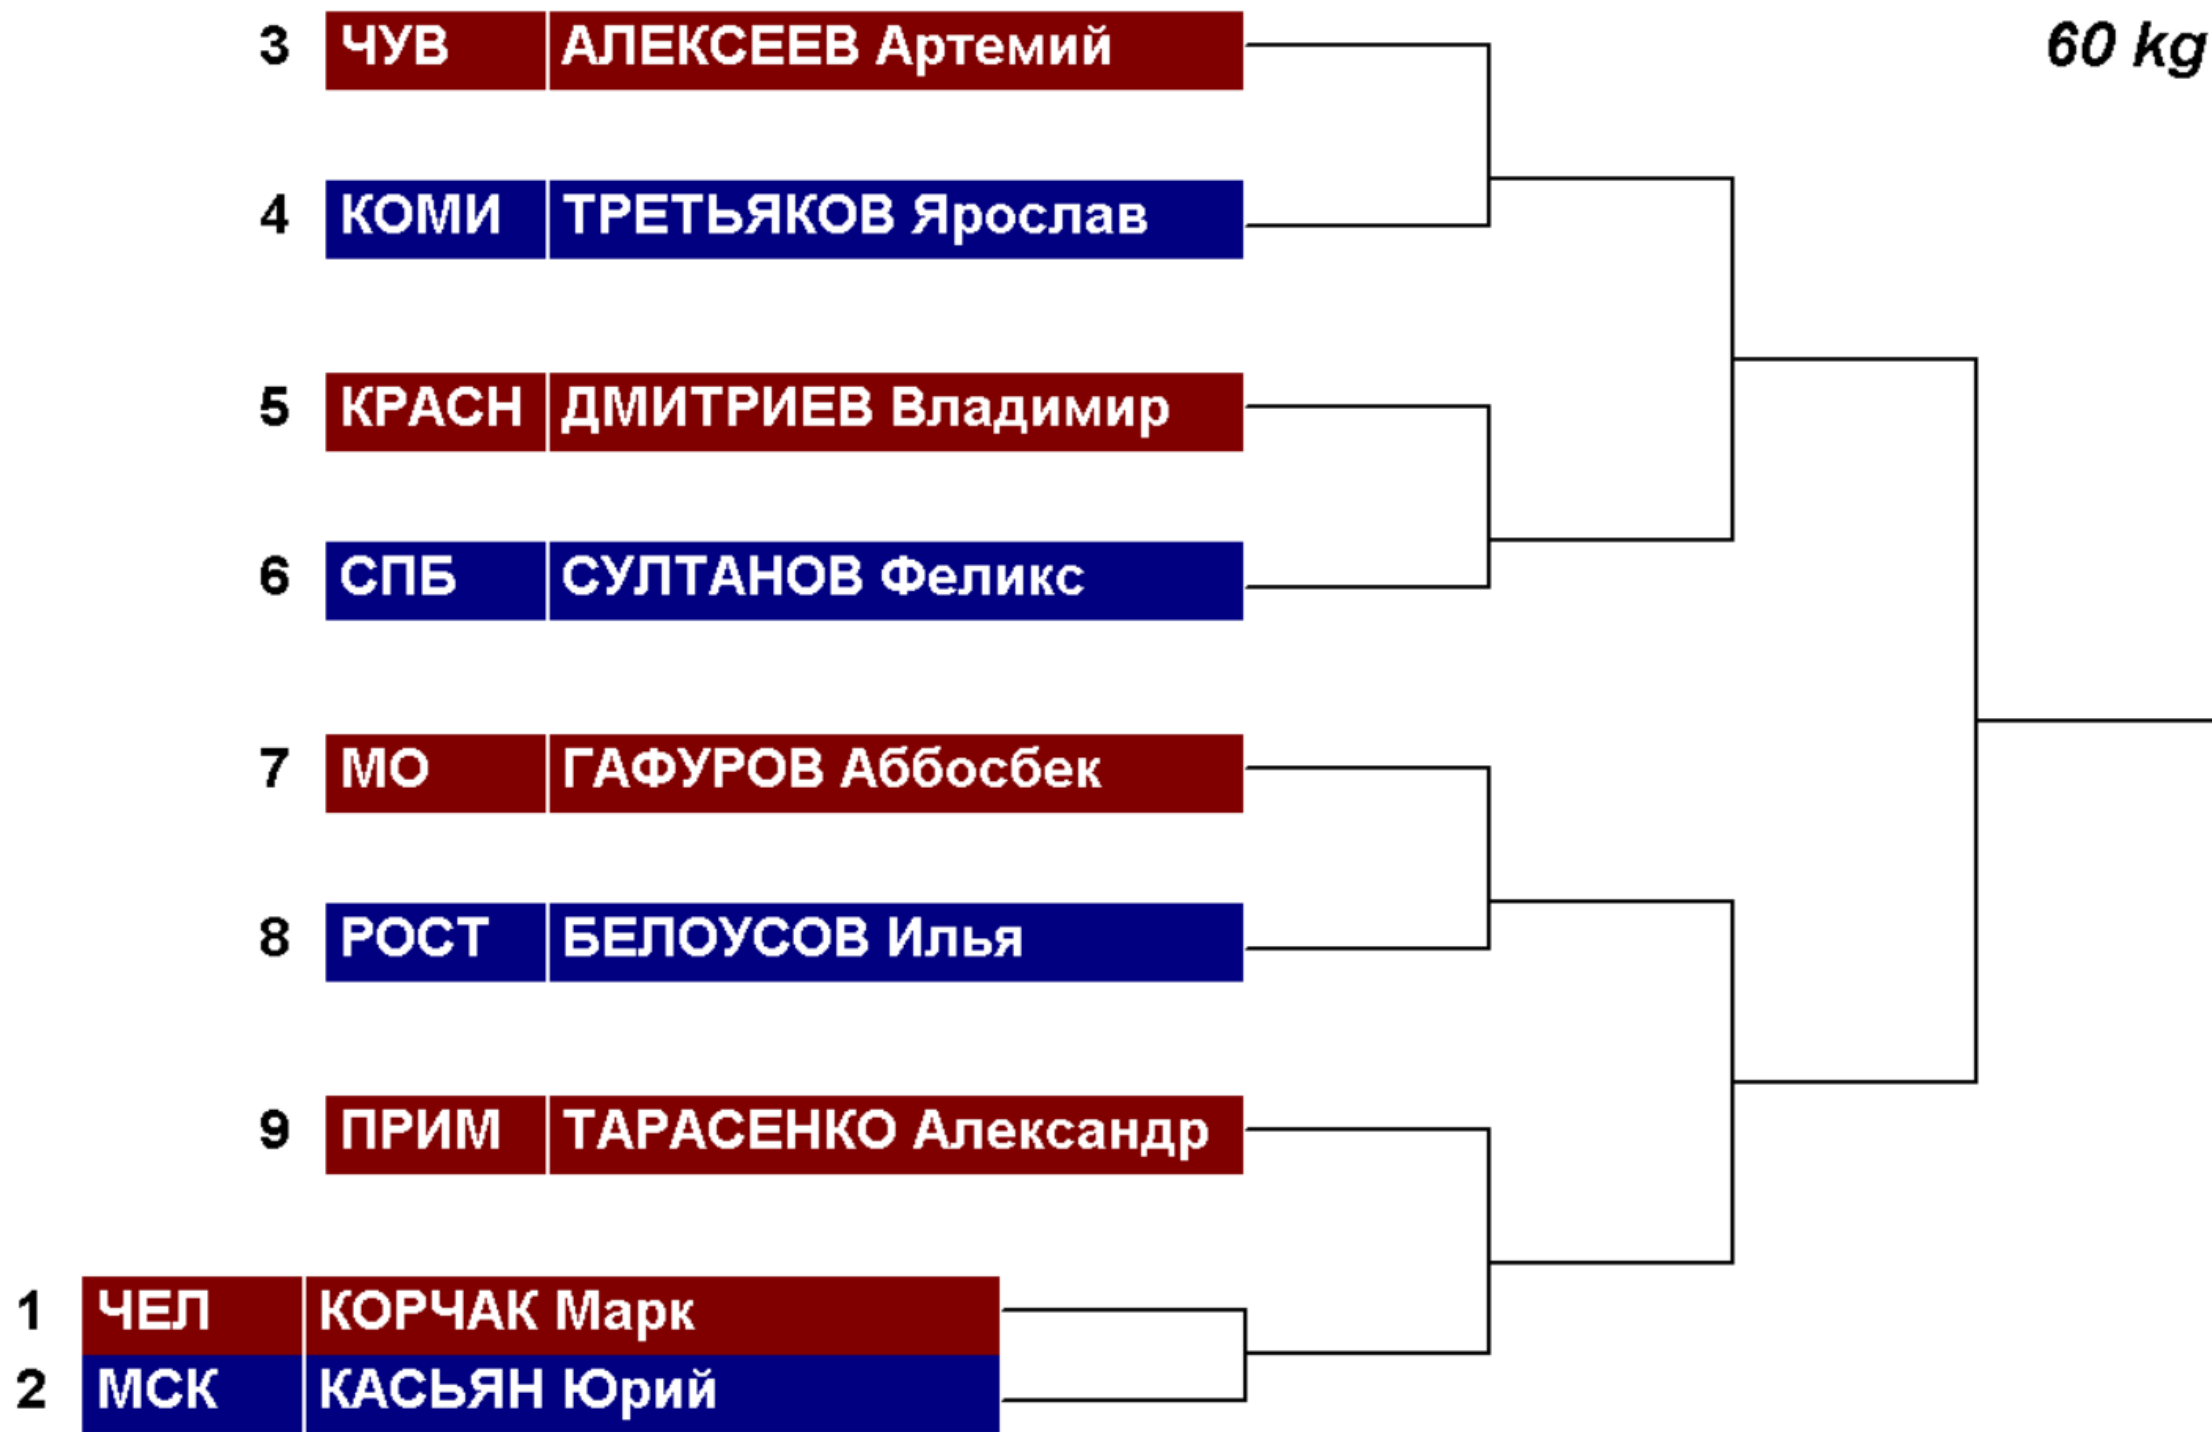 3 ЧУВ АЛЕКСЕЕВ Артемий 60 kg
4 КОМИ ТРЕТЬЯКОВ Ярослав
5 КРАСН ДМИТРИЕВ Владимир
6 СПБ СУЛТАНОВ Феликс
7 МО ГАФУРОВ Аббосбек
8 РОСТ БЕЛОУСОВ Илья
9 ПРИМ ТАРАСЕНКО Александр
1 ЧЕЛ КОРЧАК Марк
2 МСК КАСЬЯН Юрий